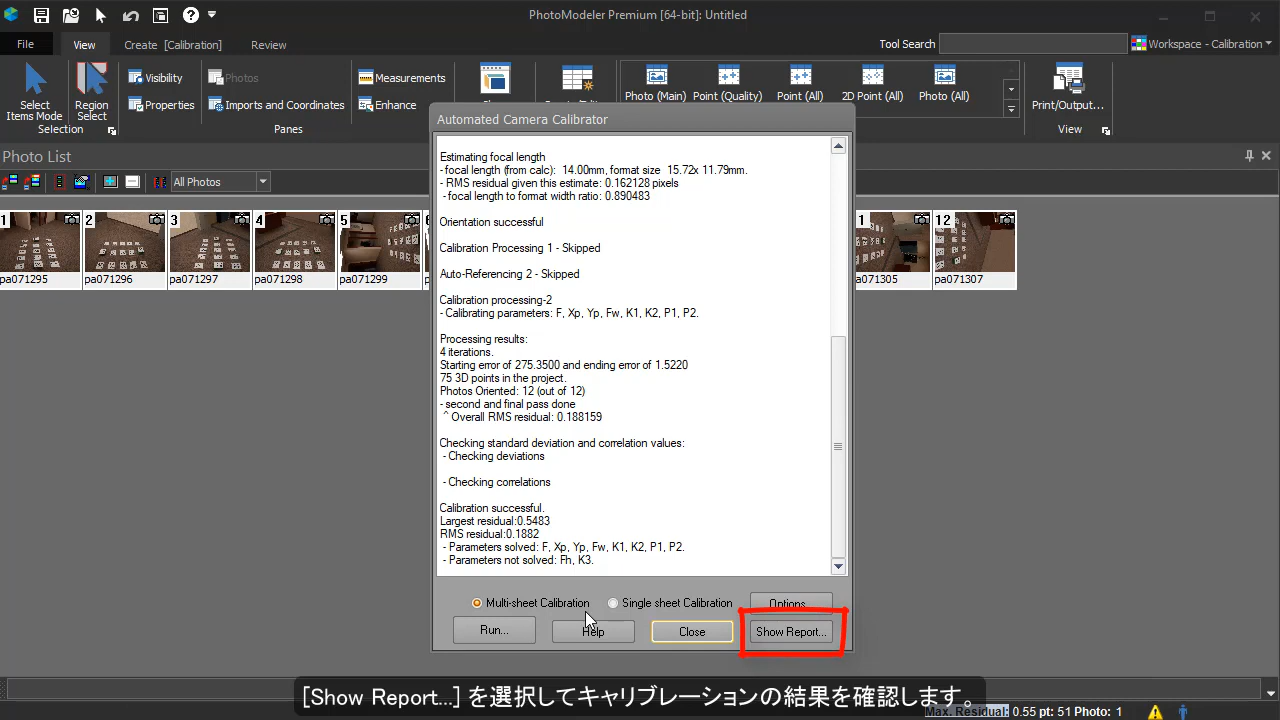 PhotoModeler Premium [64-bit]: Untitled
File
View
Create [Calibration]
Review
Tool Search
Workspace - Calibration
Select
Items Mode
Region
Select
Selection
Visibility
Properties
Photos
Imports and Coordinates
Panes
Measurements
Enhance
Photo (Main)
Point (Quality)
Point (All)
2D Point (All)
Photo (All)
Print/Output...
View
Photo List
All Photos
1
2
3
4
5
1
12
pa071295
pa071296
pa071297
pa071298
pa071299
a071305
pa071307
Automated Camera Calibrator
Estimating focal length
- focal length (from calc): 14.00mm, format size 15.72x 11.79mm.
- RMS residual given this estimate: 0.162128 pixels
- focal length to format width ratio: 0.890483
Orientation successful
Calibration Processing 1 - Skipped
Auto-Referencing 2 - Skipped
Calibration processing-2
- Calibrating parameters: F, Xp, Yp, Fw, K1, K2, P1, P2.
Processing results:
4 iterations.
Starting error of 275.3500 and ending error of 1.5220
75 3D points in the project.
Photos Oriented: 12 (out of 12)
- second and final pass done
^ Overall RMS residual: 0.188159
Checking standard deviation and correlation values:
- Checking deviations
- Checking correlations
Calibration successful.
Largest residual:0.5483
RMS residual:0.1882
- Parameters solved: F, Xp, Yp, Fw, K1, K2, P1, P2.
- Parameters not solved: Fh, K3.
Multi-sheet Calibration
Single sheet Calibration
Options...
Run...
Help
Close
Show Report...
[Show Report...] を選択してキャリブレーションの結果を確認します。
Max. Residual: 0.55 pt: 51 Photo: 1